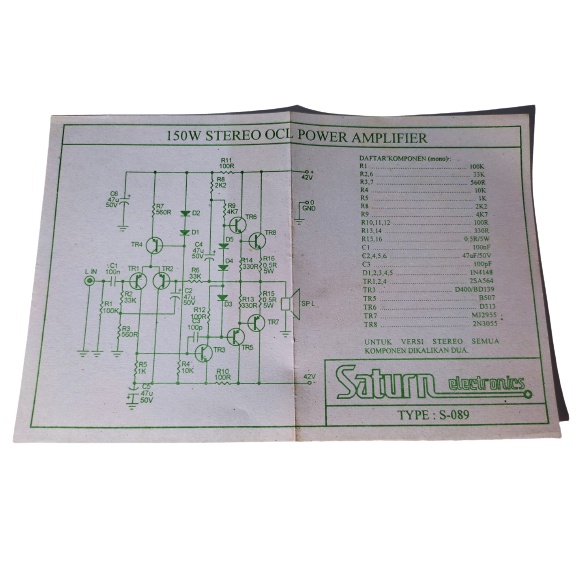 150W STEREO OCL POWER AMPLIFIER
R11
100R
+
42V
R8
2K2
C6
47u
50V
R7
560R
D2
D1
R9
4K7
TR6
0
GND
TR4
C4
47u
50V
D5
D4
TR8
R14
330R
R16
0.5R
5W
L IN
C1
100n
TR1
TR2
R6
33K
R2
33K
R1
100K
C2
47u
50V
D3
R12
100R
R13
330R
R15
0.5R
5W
SP L
C3
100p
TR7
R3
560R
TR3
TR5
R5
1K
R4
10K
R10
100R
+
42V
C5
47u
50V
DAFTAR KOMPONEN (mono):
R1 100K
R2,6 33K
R3,7 560R
R4 10K
R5 1K
R8 2K2
R9 4K7
R10,11,12 100R
R13,14 330R
R15,16 0.5R/5W
C1 100nF
C2,4,5,6 47uF/50V
C3 100pF
D1,2,3,4,5 1N4148
TR1,2,4 2SA564
TR3 D400/BD139
TR5 B507
TR6 D313
TR7 MJ2955
TR8 2N3055
UNTUK VERSI STEREO SEMUA
KOMPONEN DIKALIKAN DUA.
Saturn electronics
TYPE : S-089